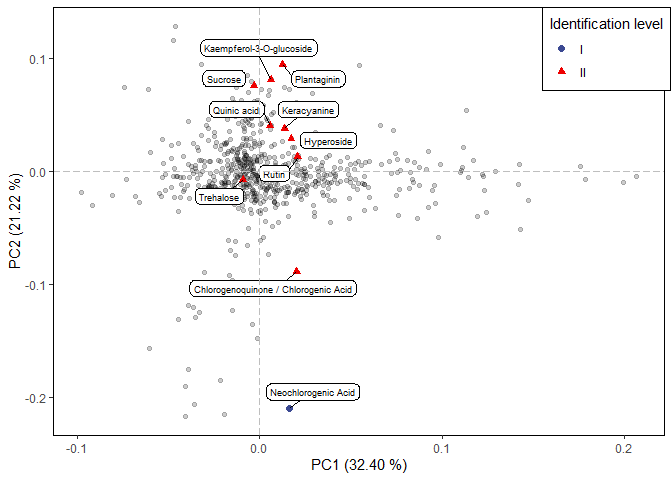 Identification level
I
II
Kaempferol-3-O-glucoside
Sucrose
Plantaginin
Quinic acid
Keracyanine
Hyperoside
Rutin
Trehalose
Chlorogenoquinone / Chlorogenic Acid
Neochlorogenic Acid
0.1
0.0
-0.1
-0.2
PC2 (21.22 %)
-0.1
0.0
0.1
0.2
PC1 (32.40 %)